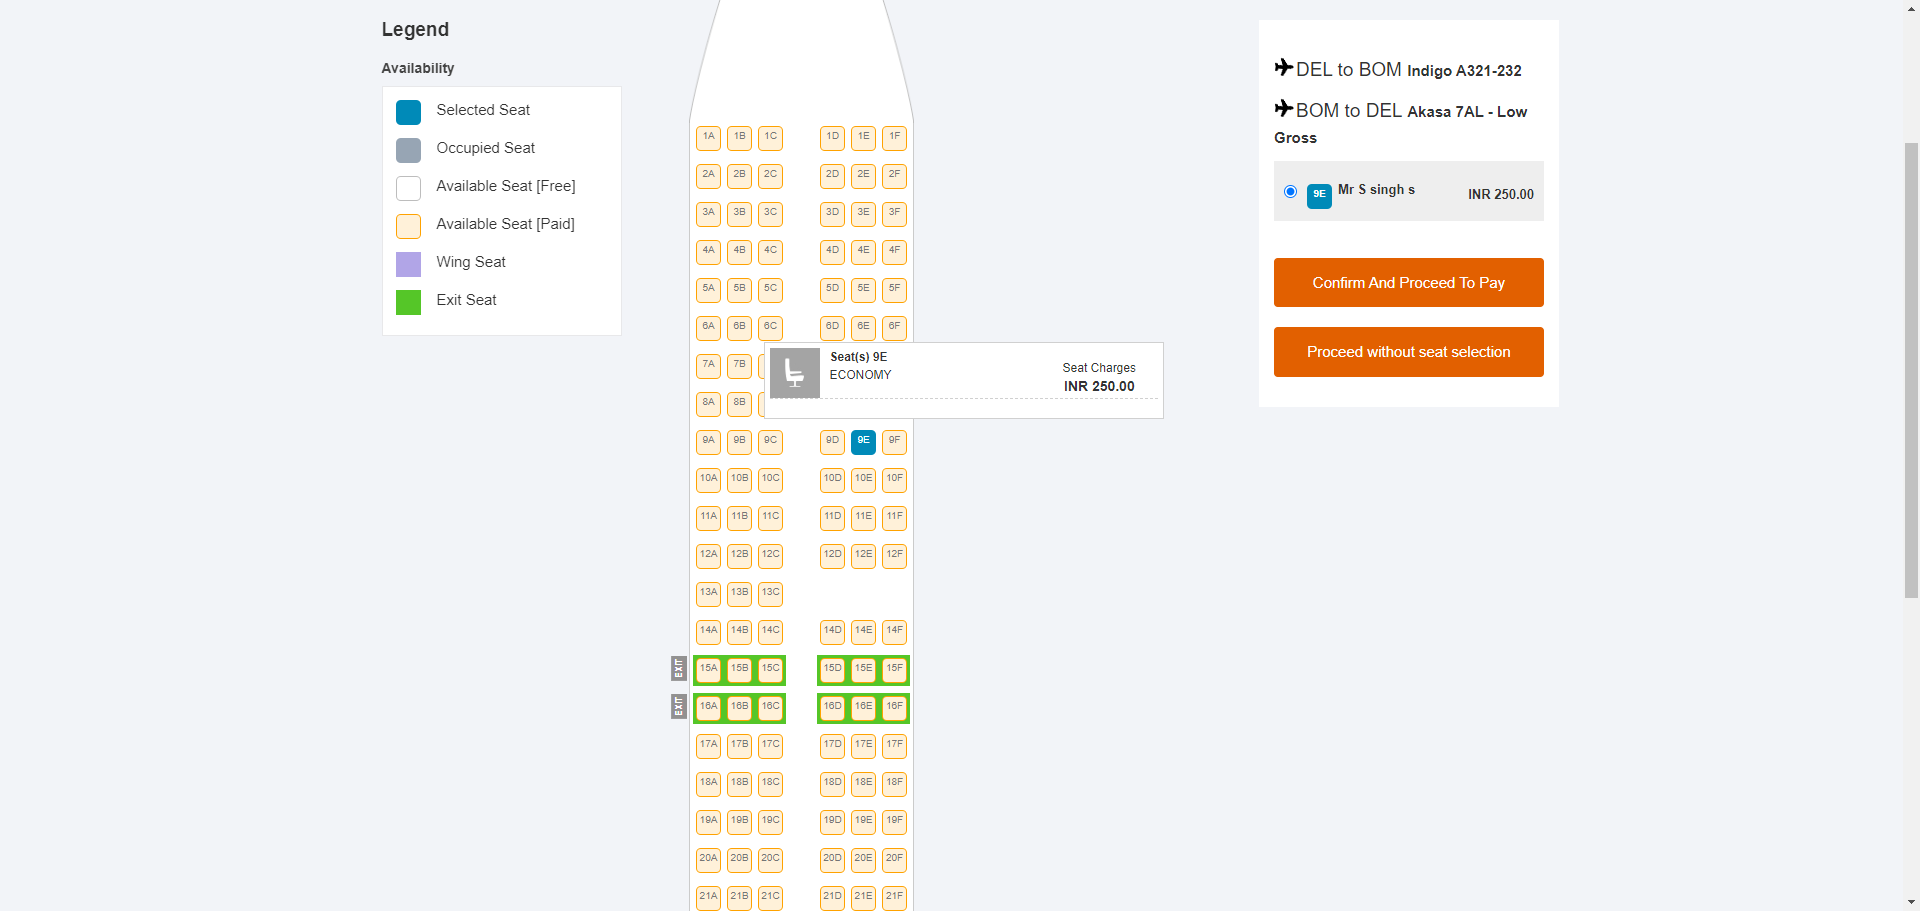 Legend
Availability
Selected Seat
Occupied Seat
Available Seat [Free]
Available Seat [Paid]
Wing Seat
Exit Seat
1A 1B 1C 1D 1E 1F
2A 2B 2C 2D 2E 2F
3A 3B 3C 3D 3E 3F
4A 4B 4C 4D 4E 4F
5A 5B 5C 5D 5E 5F
6A 6B 6C 6D 6E 6F
7A 7B
8A 8B
Seat(s) 9E
ECONOMY
Seat Charges
INR 250.00
9A 9B 9C 9D 9E 9F
10A 10B 10C 10D 10E 10F
11A 11B 11C 11D 11E 11F
12A 12B 12C 12D 12E 12F
13A 13B 13C
14A 14B 14C 14D 14E 14F
EXIT 15A 15B 15C 15D 15E 15F
EXIT 16A 16B 16C 16D 16E 16F
17A 17B 17C 17D 17E 17F
18A 18B 18C 18D 18E 18F
19A 19B 19C 19D 19E 19F
20A 20B 20C 20D 20E 20F
21A 21B 21C 21D 21E 21F
DEL to BOM Indigo A321-232
BOM to DEL Akasa 7AL - Low
Gross
9E Mr S singh s INR 250.00
Confirm And Proceed To Pay
Proceed without seat selection